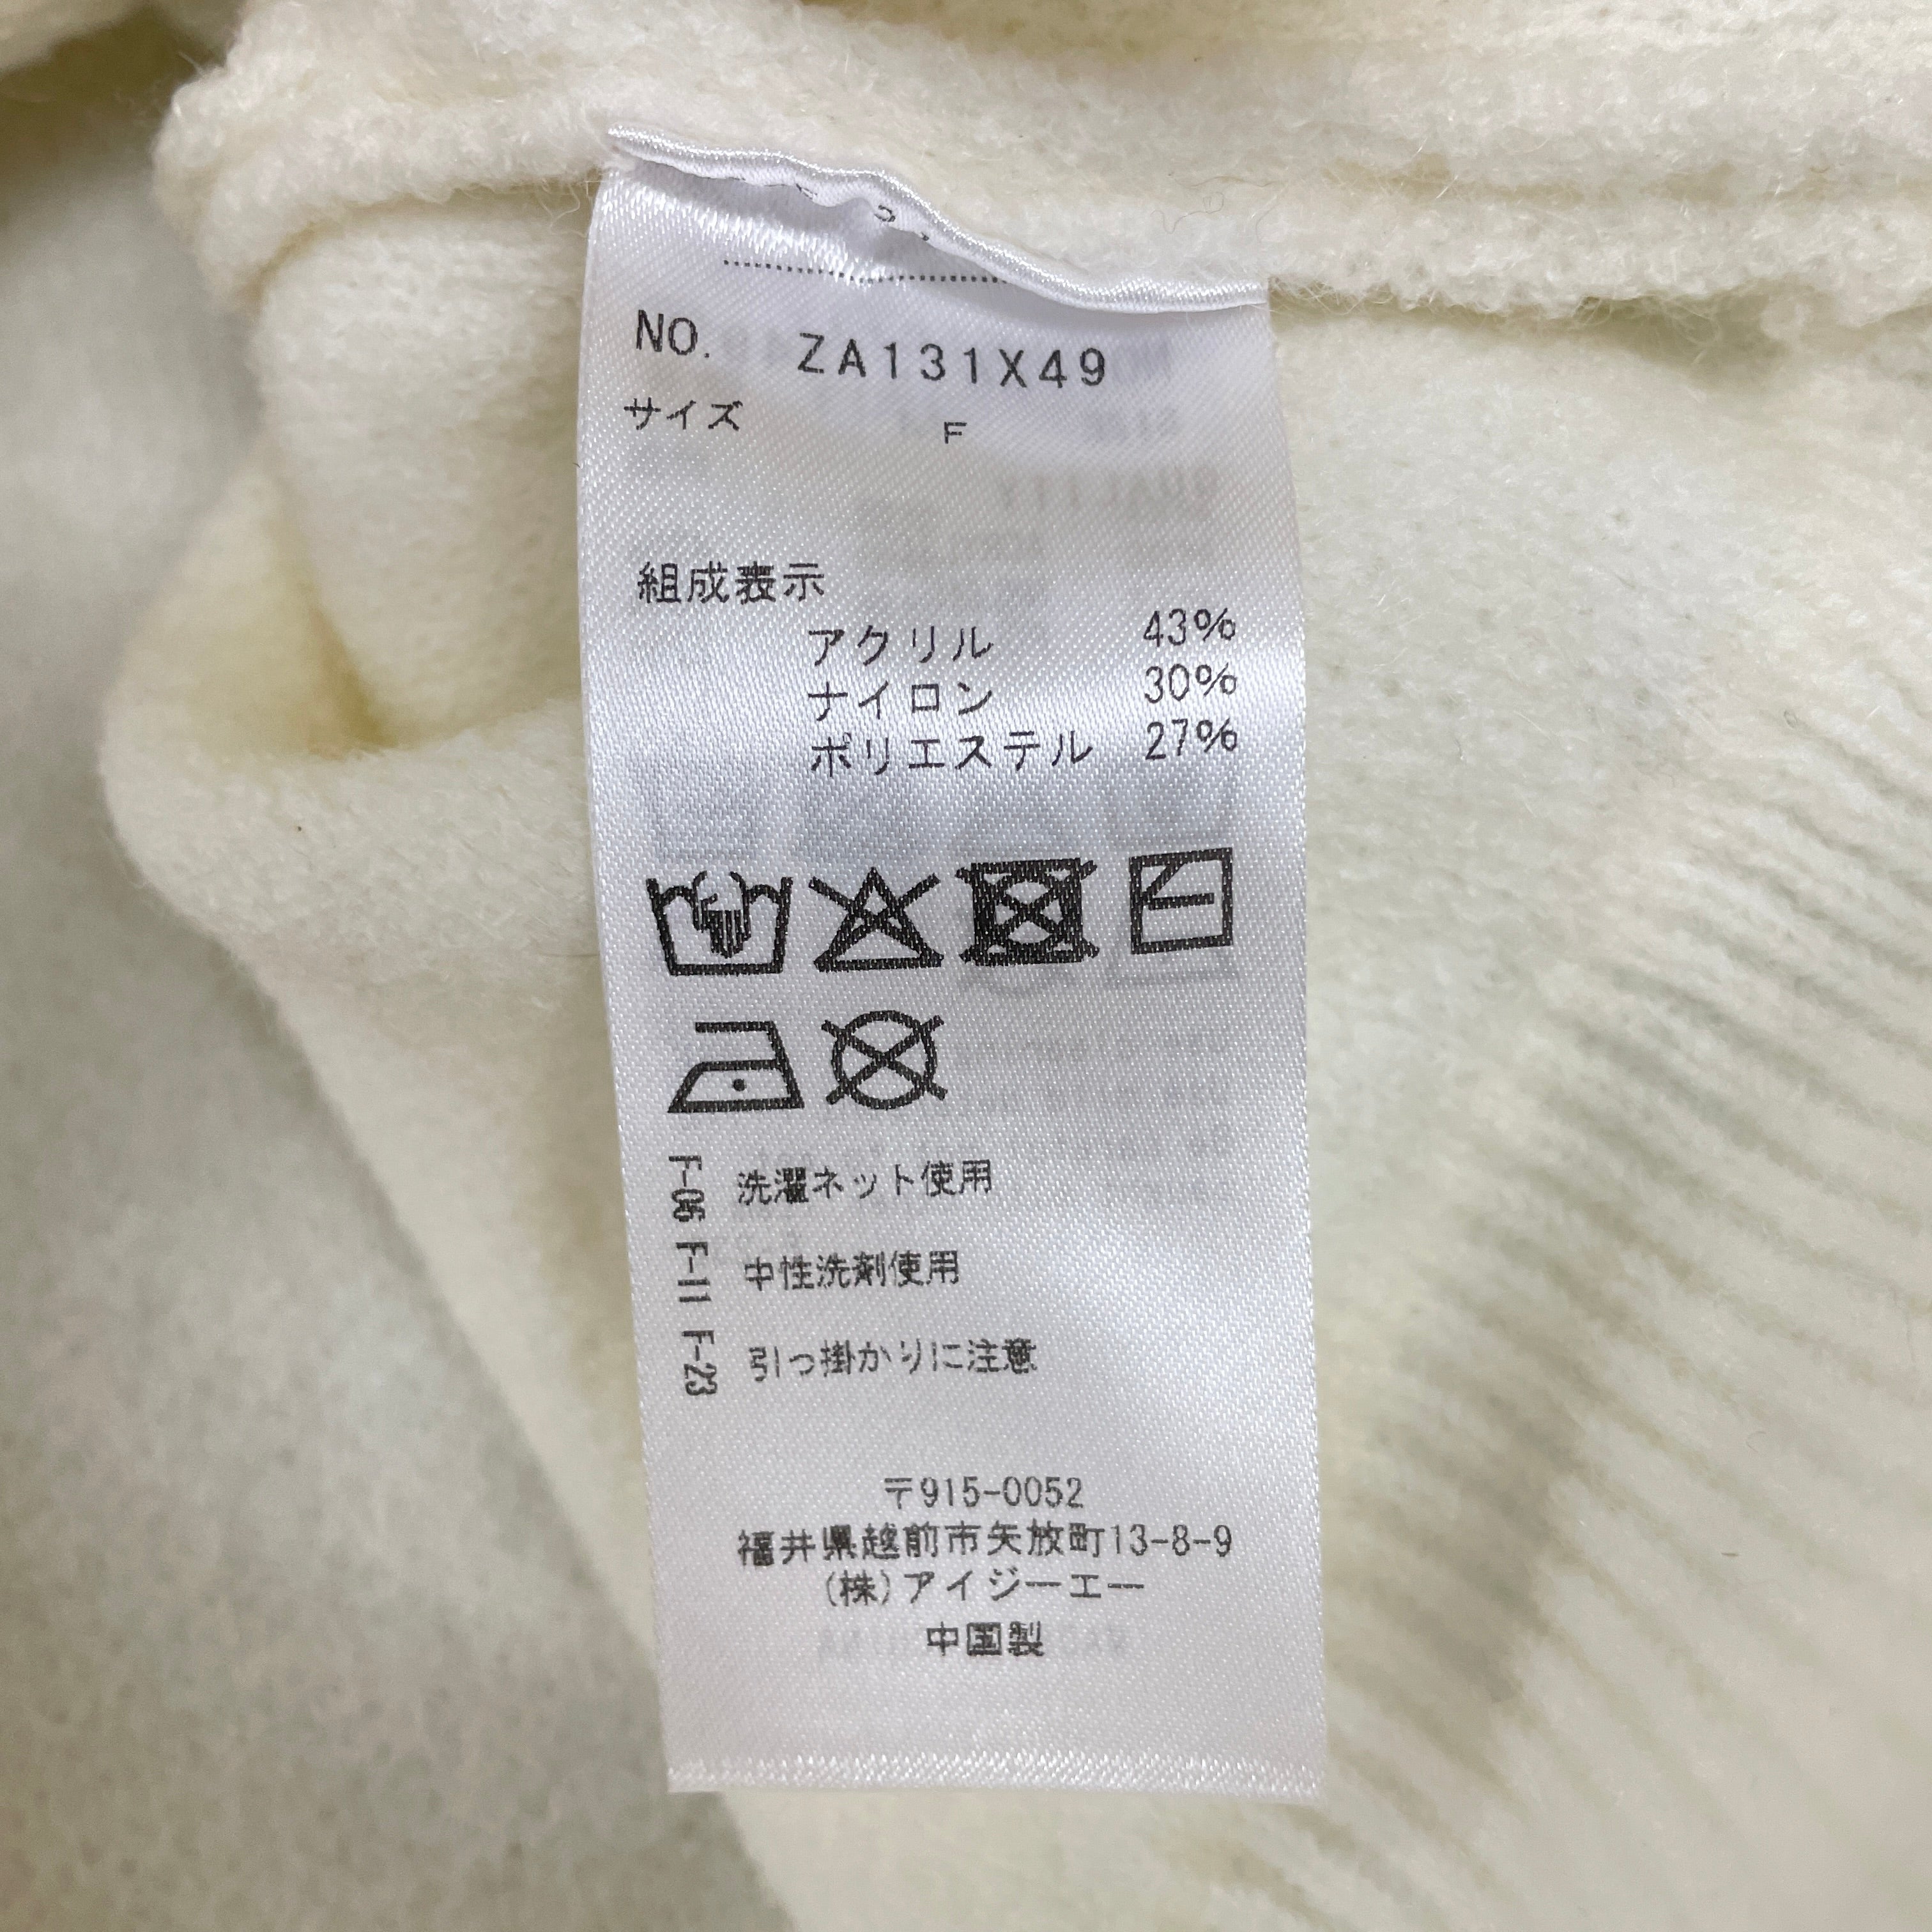 NO. ZA131X49
サイズ F
組成表示
アクリル 43%
ナイロン 30%
ポリエステル 27%
F-06 洗濯ネット使用
F-11 中性洗剤使用
F-23 引っ掛かりに注意
〒915-0052
福井県越前市矢放町13-8-9
(株)アイジーエー
中国製